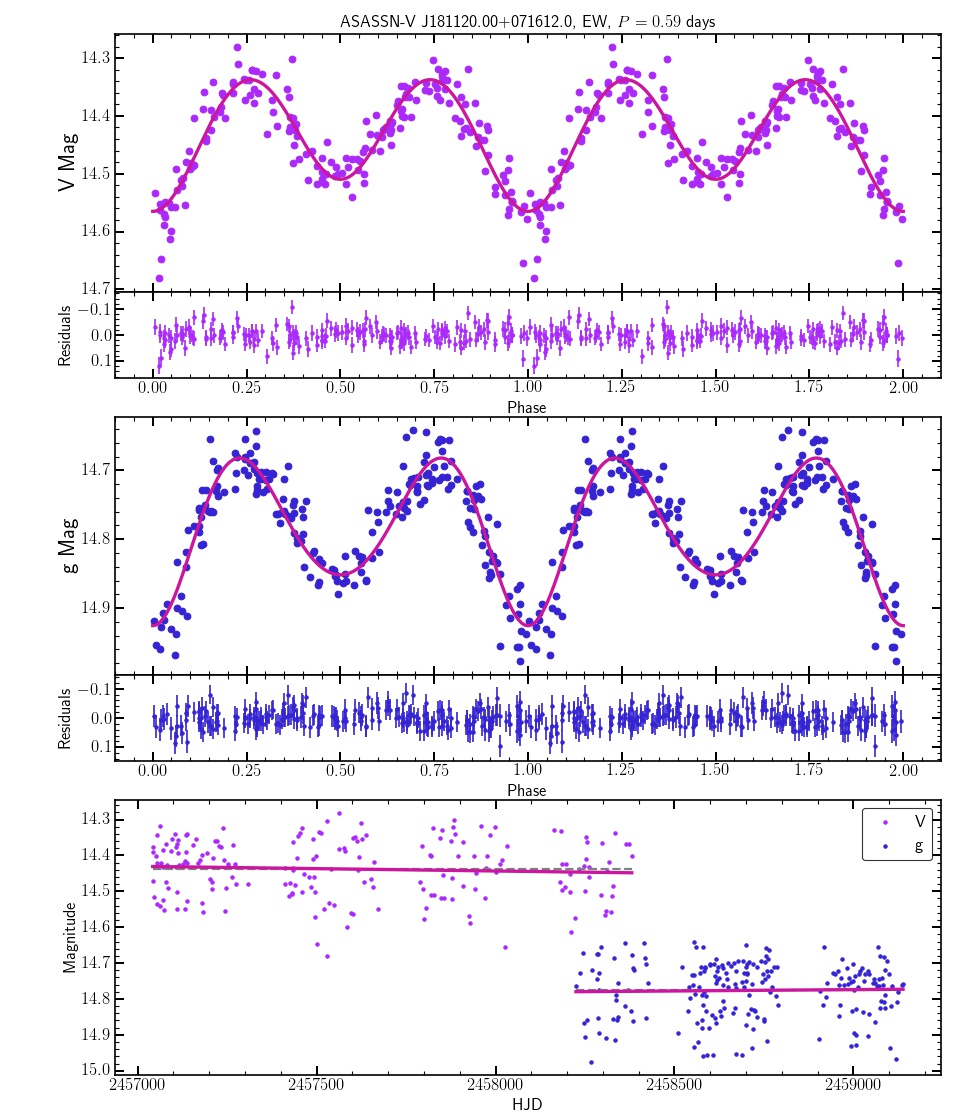 ASASSN-V J181120.00+071612.0, EW, P = 0.59 days
14.3
14.4
14.5
14.6
14.7
V Mag
−0.1
0.0
0.1
Residuals
0.00 0.25 0.50 0.75 1.00 1.25 1.50 1.75 2.00
Phase
14.7
14.8
14.9
g Mag
−0.1
0.0
0.1
Residuals
0.00 0.25 0.50 0.75 1.00 1.25 1.50 1.75 2.00
Phase
14.3
14.4
14.5
14.6
14.7
14.8
14.9
15.0
Magnitude
V
g
2457000 2457500 2458000 2458500 2459000
HJD